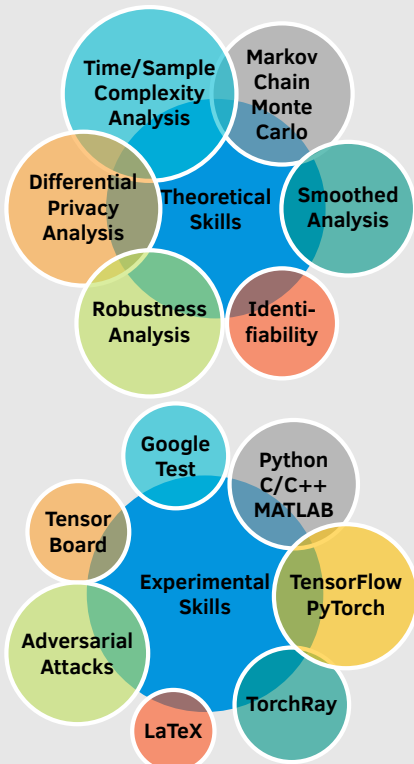 Time/Sample
Complexity
Analysis
Markov
Chain
Monte
Carlo
Differential
Privacy
Analysis
Theoretical
Skills
Smoothed
Analysis
Robustness
Analysis
Identi-
fiability
Google
Test
Python
C/C++
MATLAB
Tensor
Board
Experimental
Skills
TensorFlow
PyTorch
Adversarial
Attacks
TorchRay
LaTeX